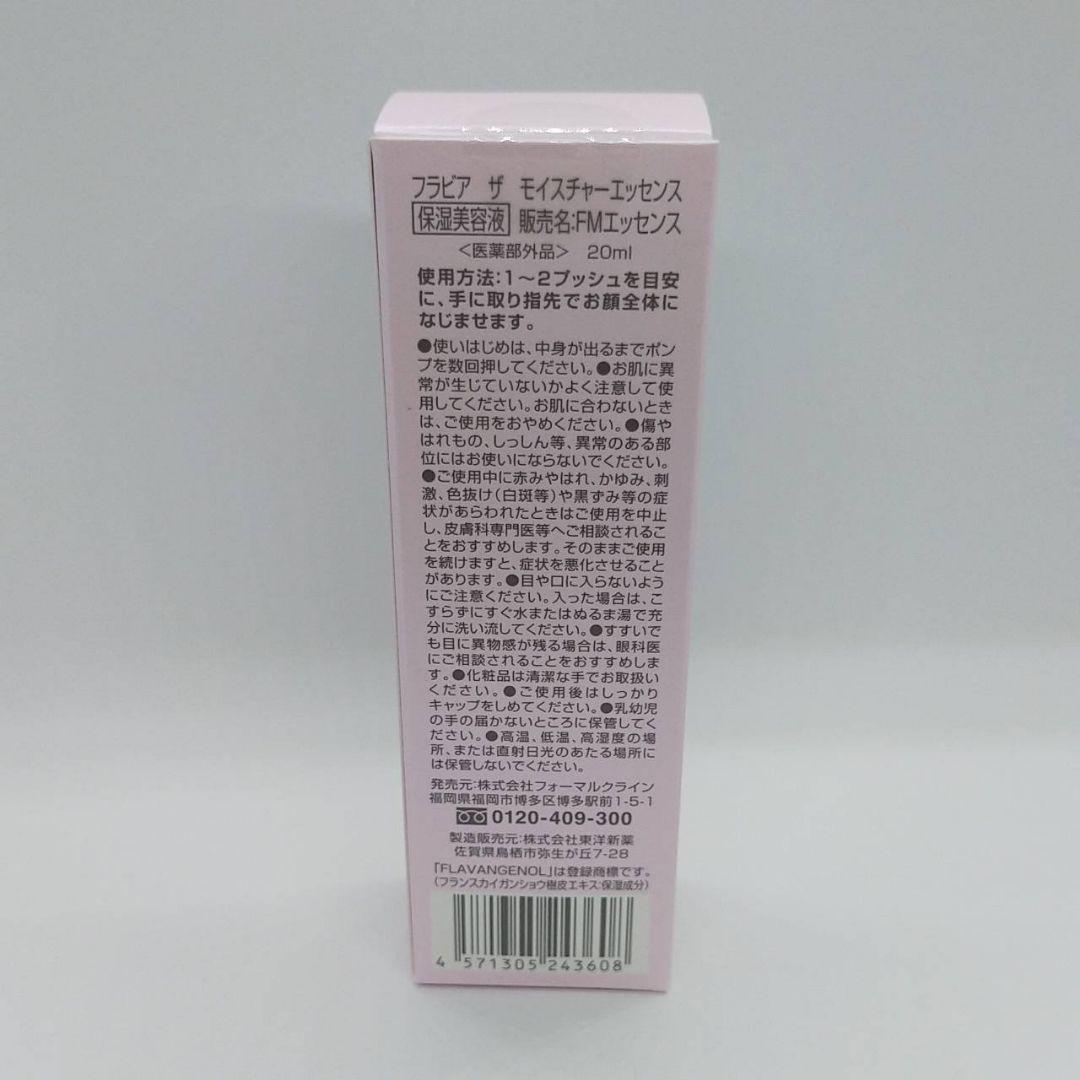 フラビア ザ モイスチャーエッセンス
保湿美容液 販売名:FMエッセンス
<医薬部外品> 20ml
使用方法:1〜2プッシュを目安
に、手に取り指先でお顔全体に
なじませます。
●使いはじめは、中身が出るまでポン
プを数回押してください。●お肌に異
常が生じていないかよく注意して使
用してください。お肌に合わないとき
は、ご使用をおやめください。●傷や
はれもの、しっしん等、異常のある部
位にはお使いにならないでください。
●ご使用中に赤みやはれ、かゆみ、刺
激、色抜け(白斑等)や黒ずみ等の症
状があらわれたときはご使用を中止
し、皮膚科専門医等へご相談されるこ
とをおすすめします。そのままご使用
を続けますと、症状を悪化させること
があります。●目や口に入らないよう
にご注意ください。入った場合は、こ
すらずにすぐ水またはぬるま湯で充
分に洗い流してください。●すすいで
も目に異物感が残る場合は、眼科医
にご相談されることをおすすめしま
す。●化粧品は清潔な手でお取扱い
ください。●ご使用後はしっかり
キャップをしめてください。●乳幼児
の手の届かないところに保管してく
ださい。●高温、低温、高湿度の場
所、または直射日光のあたる場所に
は保管しないでください。
発売元:株式会社フォーマルクライン
福岡県福岡市博多区博多駅前1-5-1
0120-409-300
製造販売元:株式会社東洋新薬
佐賀県鳥栖市弥生が丘7-28
「FLAVANGENOL」は登録商標です。
(フランスカイガンショウ樹皮エキス:保湿成分)
4 571305 243608